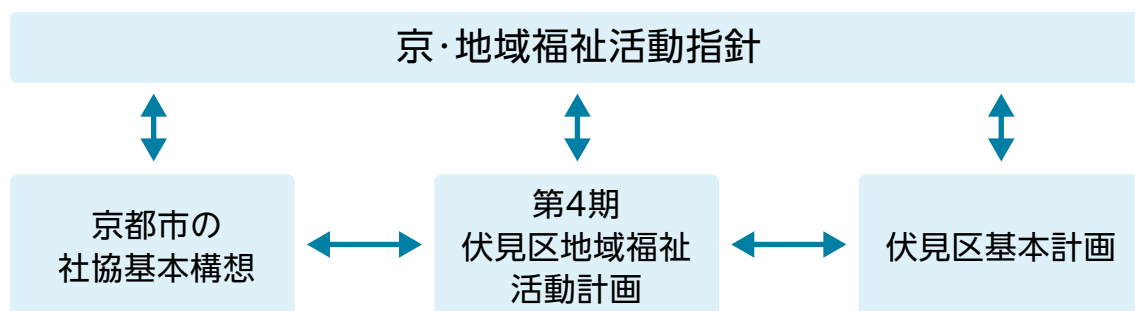 京・地域福祉活動指針
京都市の
社協基本構想
第4期
伏見区地域福祉
活動計画
伏見区基本計画